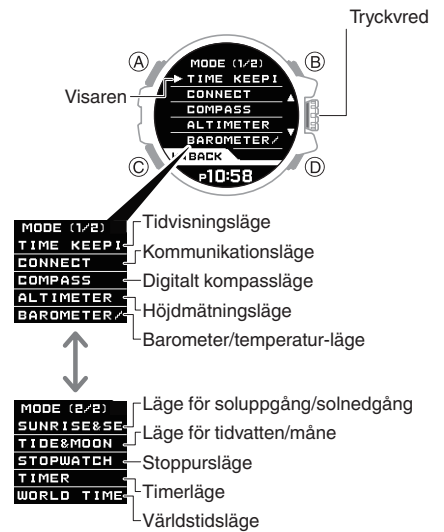 Tryckvred
A
B
MODE (1/2)
TIME KEEPI
Visaren
CONNECT
COMPASS
ALTIMETER
BAROMETER/
BACK
C
D
P10:58
MODE (1/2)
TIME KEEPI
Tidvisningsläge
CONNECT
Kommunikationsläge
COMPASS
Digitalt kompassläge
ALTIMETER
Höjdmätningsläge
BAROMETER/
Barometer/temperatur-läge
MODE (2/2)
SUNRISE&SE
Läge för soluppgång/solnedgång
TIDE&MOON
Läge för tidvatten/måne
STOPWATCH
Stoppursläge
TIMER
Timerläge
WORLD TIME
Världstidsläge